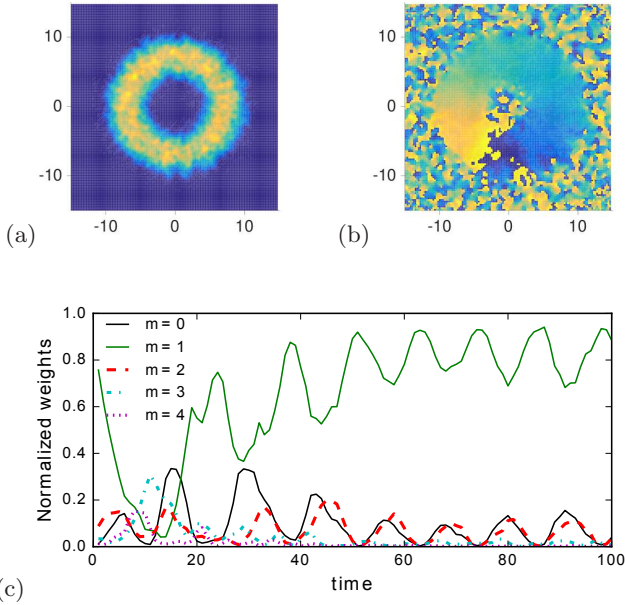 10
0
-10
-10 0 10
(a)
10
0
-10
-10 0 10
(b)
1.0
0.8
0.6
0.4
0.2
0.0
0 20 40 60 80 100
Normalized weights
time
m = 0
m = 1
m = 2
m = 3
m = 4
(c)